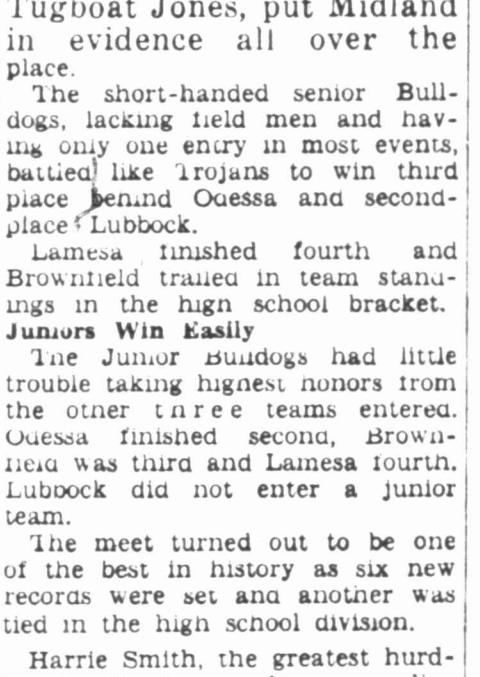 Tugboat Jones, put Midland
in evidence all over the
place.
The short-handed senior Bull-
dogs, lacking field men and hav-
ing only one entry in most events,
battled like Trojans to win third
place behind Odessa and second-
place Lubbock.
Lamesa finished fourth and
Brownfield trailed in team stand-
ings in the high school bracket.
Juniors Win Easily
The Junior Bulldogs had little
trouble taking highest honors from
the other three teams entered.
Odessa finished second, Brown-
field was third and Lamesa fourth.
Lubbock did not enter a junior
team.
The meet turned out to be one
of the best in history as six new
records were set and another was
tied in the high school division.
Harrie Smith, the greatest hurd-